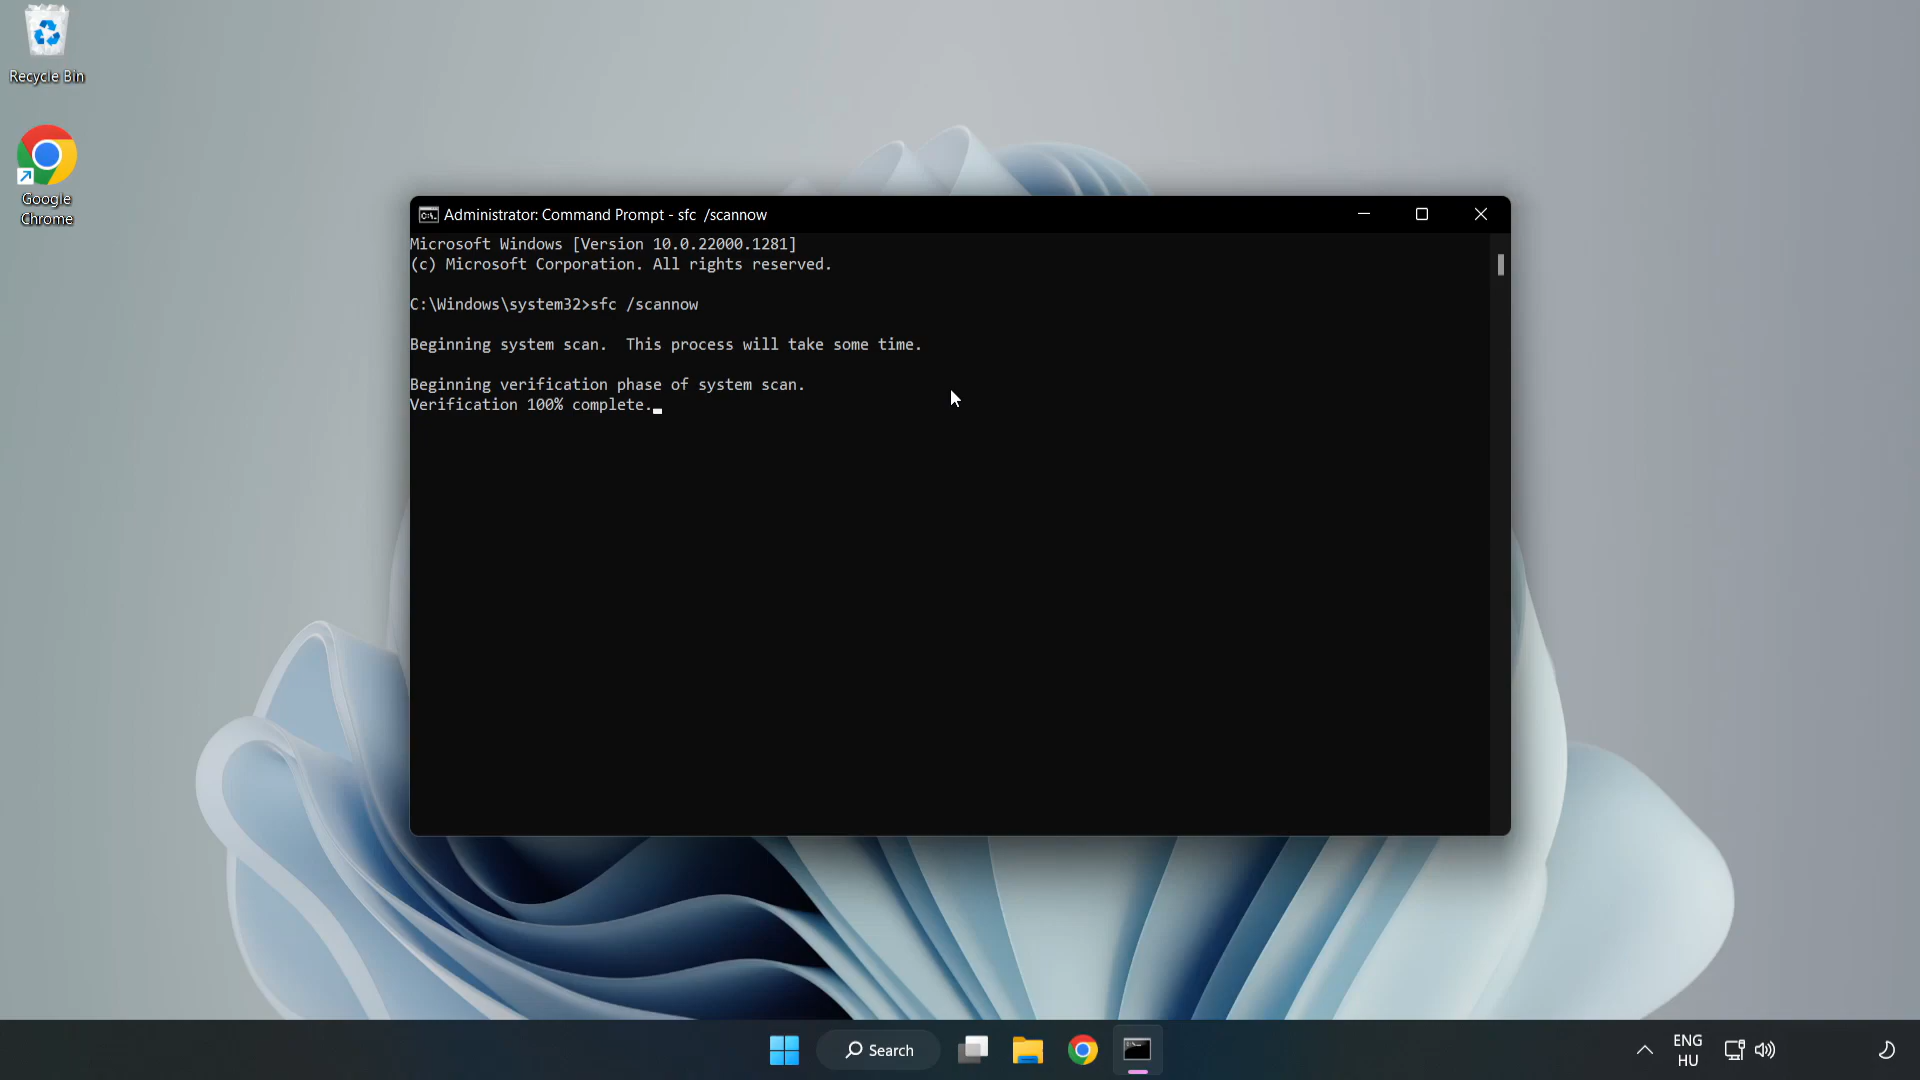 Recycle Bin
Google
Chrome
Administrator: Command Prompt - sfc  /scannow
Microsoft Windows [Version 10.0.22000.1281]
(c) Microsoft Corporation. All rights reserved.
C:\Windows\system32>sfc /scannow
Beginning system scan.  This process will take some time.
Beginning verification phase of system scan.
Verification 100% complete.
Search
ENG
HU